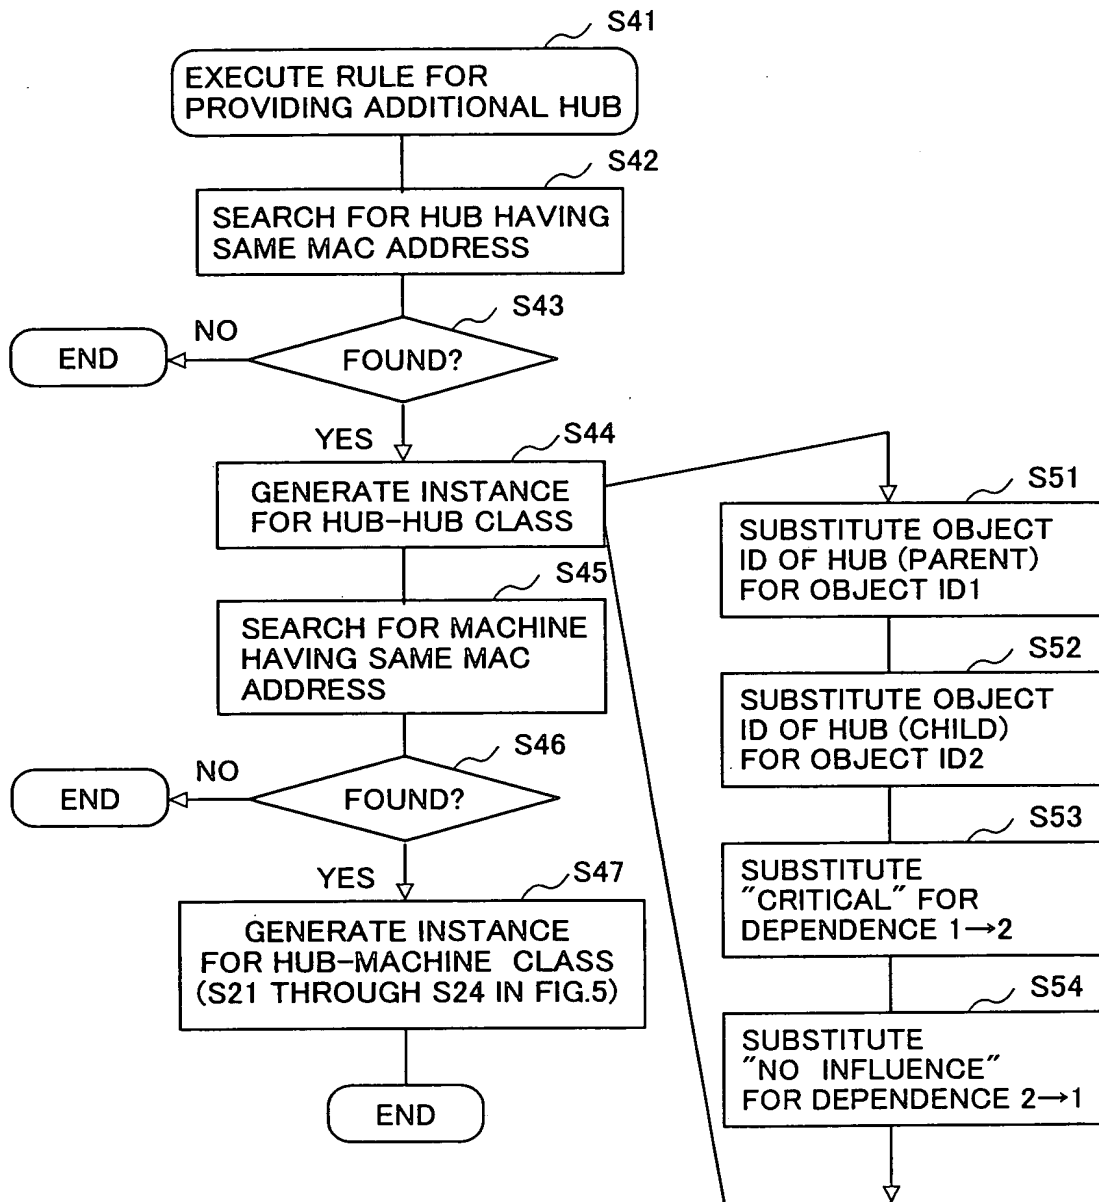 S41
EXECUTE RULE FOR
PROVIDING ADDITIONAL HUB
S42
SEARCH FOR HUB HAVING
SAME MAC ADDRESS
S43
NO
END
FOUND?
YES
S44
GENERATE INSTANCE
FOR HUB-HUB CLASS
S45
SEARCH FOR MACHINE
HAVING SAME MAC
ADDRESS
S46
NO
END
FOUND?
YES
S47
GENERATE INSTANCE
FOR HUB-MACHINE CLASS
(S21 THROUGH S24 IN FIG.5)
END
S51
SUBSTITUTE OBJECT
ID OF HUB (PARENT)
FOR OBJECT ID1
S52
SUBSTITUTE OBJECT
ID OF HUB (CHILD)
FOR OBJECT ID2
S53
SUBSTITUTE
"CRITICAL" FOR
DEPENDENCE 1→2
S54
SUBSTITUTE
"NO INFLUENCE"
FOR DEPENDENCE 2→1